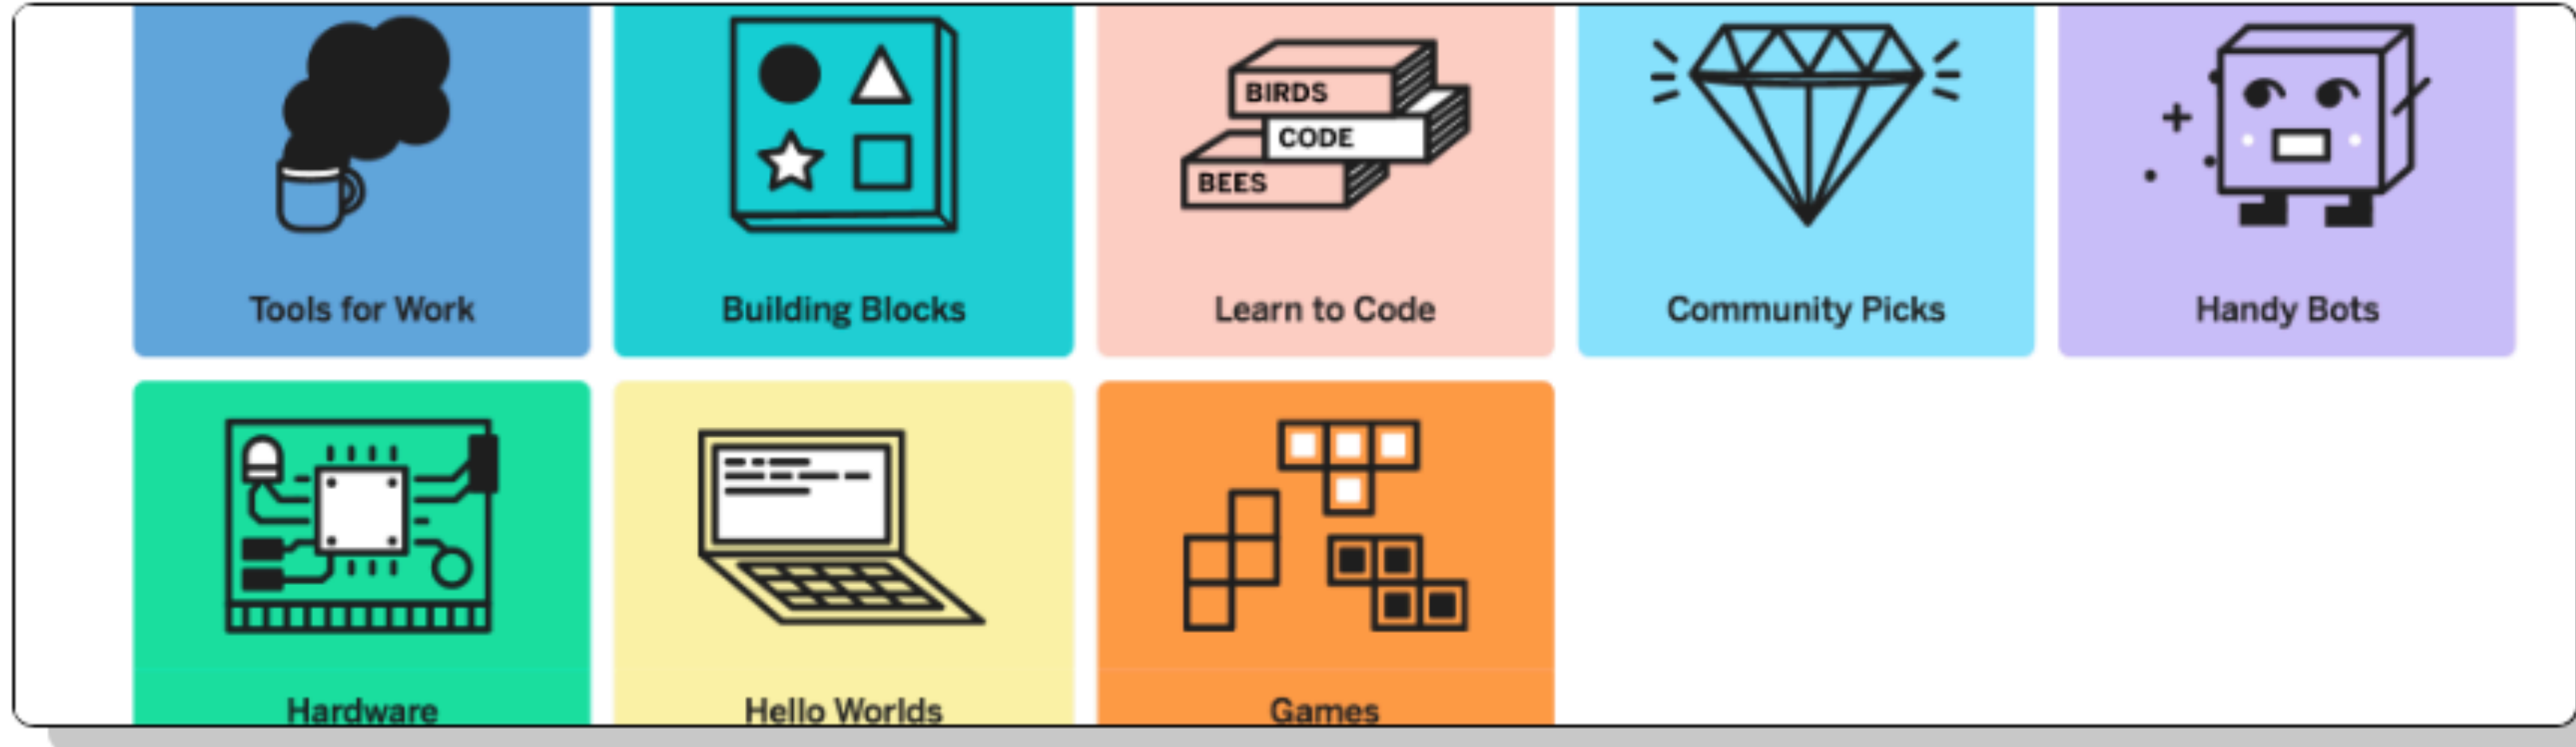 BIRDS
CODE
BEES
Tools for Work
Building Blocks
Learn to Code
Community Picks
Handy Bots
Hardware
Hello Worlds
Games